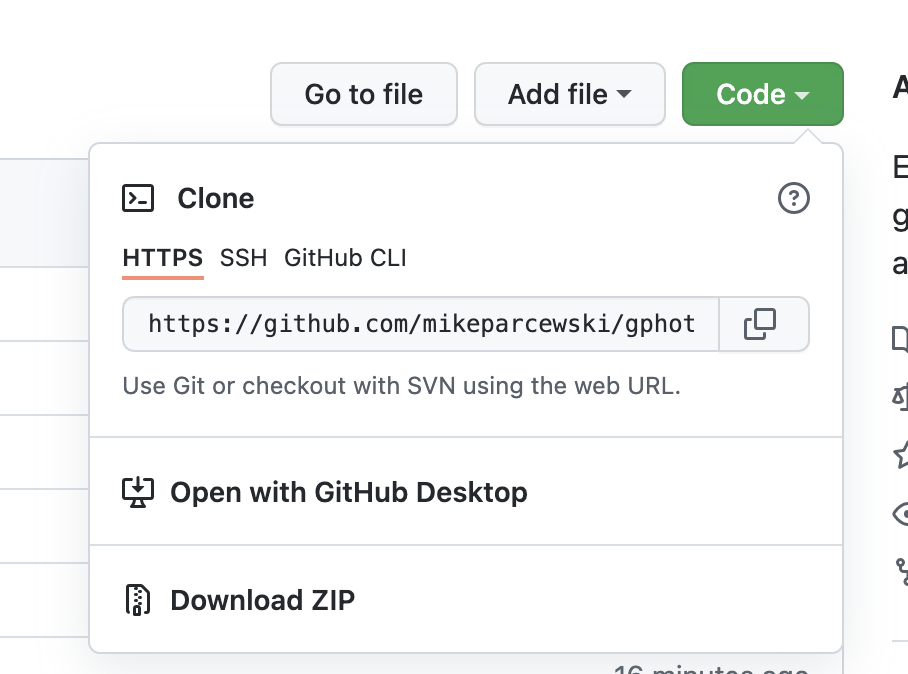 Go to file
Add file
Code
Clone
HTTPS SSH GitHub CLI
https://github.com/mikeparcewski/gphot
Use Git or checkout with SVN using the web URL.
Open with GitHub Desktop
Download ZIP
16 minutes ago